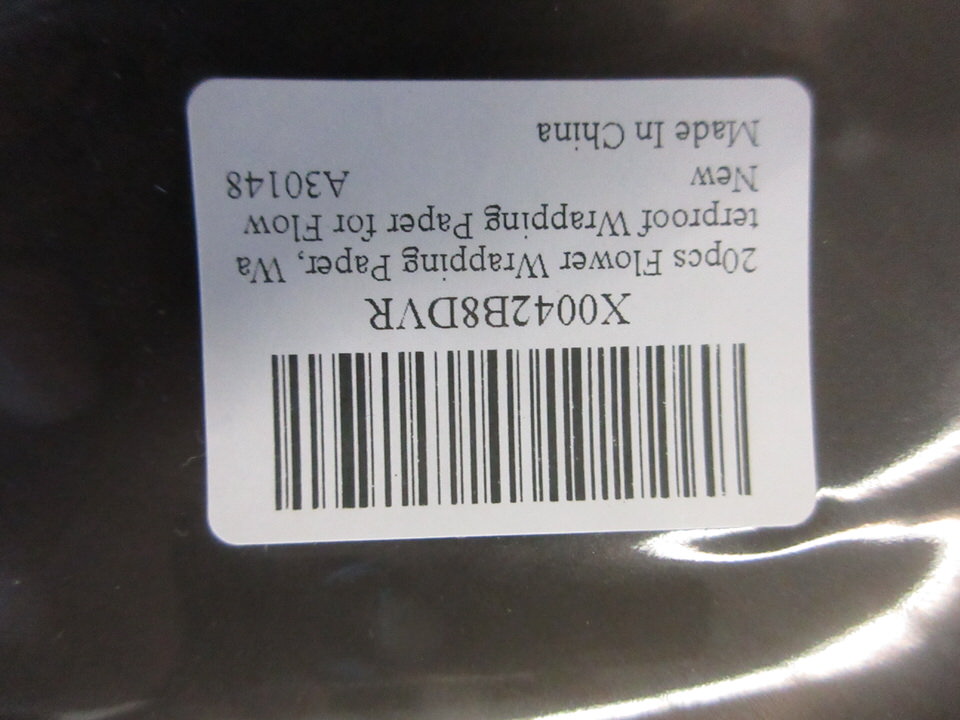 X0042B8DVR
20pcs Flower Wrapping Paper, Wa
terproof Wrapping Paper for Flow
New A30148
Made In China